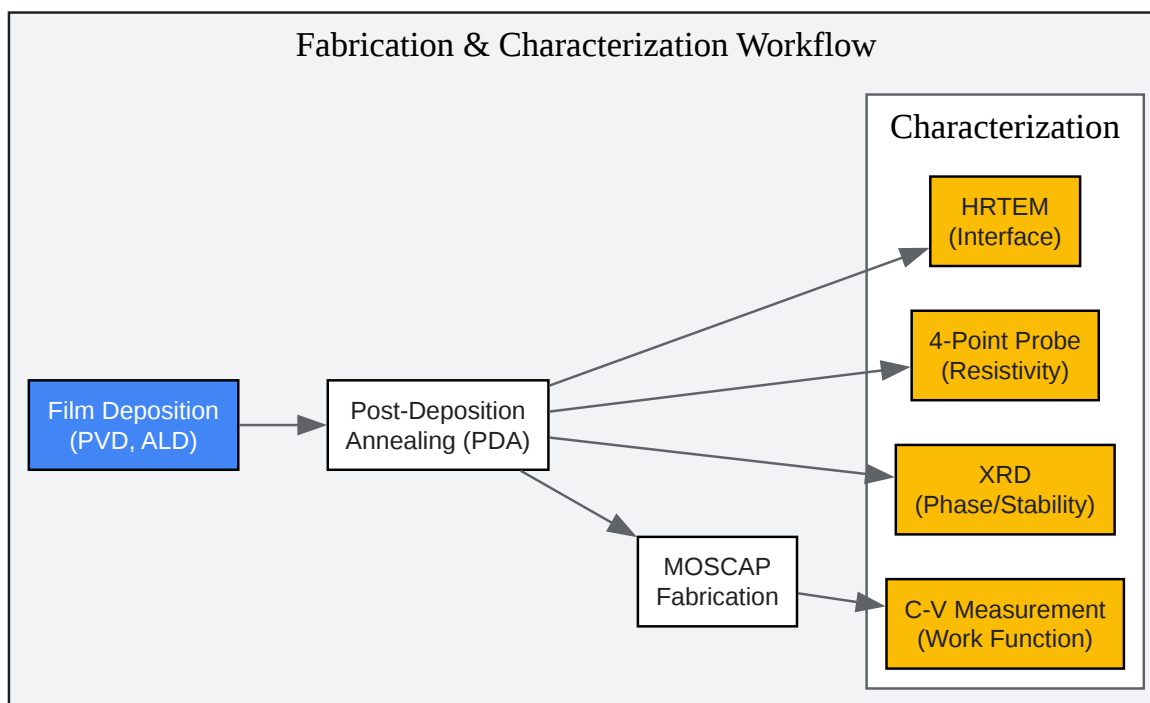 Fabrication & Characterization Workflow
Characterization
HRTEM
(Interface)
4-Point Probe
(Resistivity)
Film Deposition
(PVD, ALD)
Post-Deposition
Annealing (PDA)
XRD
(Phase/Stability)
MOSCAP
Fabrication
C-V Measurement
(Work Function)